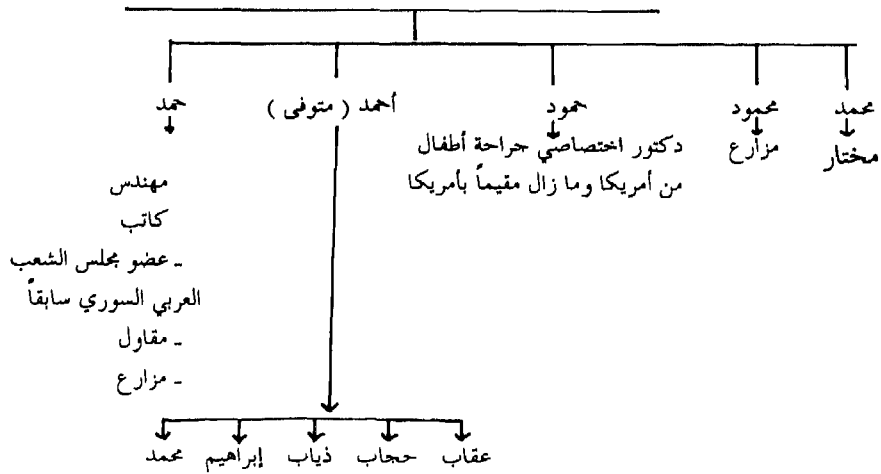 محمد محمود حمود أحمد ( متوفى ) حمد
مختار
مزارع
دكتور اختصاصي جراحة أطفال
من أمريكا وما زال مقيماً بأمريكا
مهندس
كاتب
ـ عضو مجلس الشعب
العربي السوري سابقاً
ـ مقاول
ـ مزارع
عقاب حجاب ذياب إبراهيم محمد